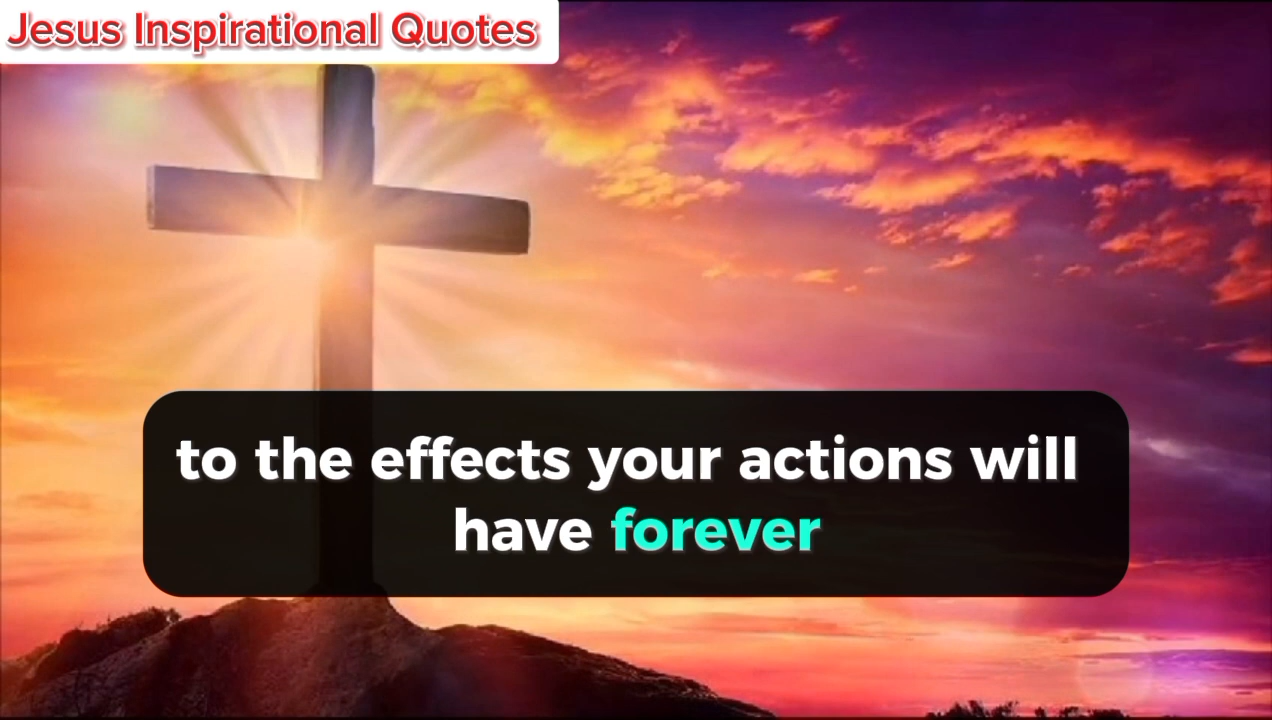 Jesus Inspirational Quotes
to the effects your actions will
have forever